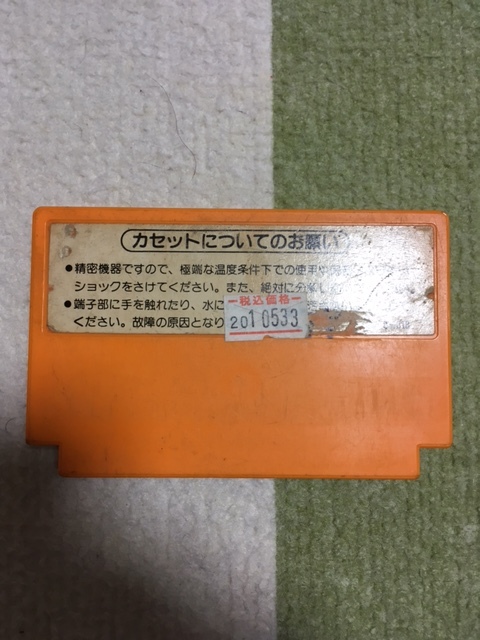 カセットについてのお願い
●精密機器ですので、極端な温度条件下での使用や
ショックをさけてください。また、絶対に分解し
●端子部に手を触れたり、水に
ください。故障の原因となり
税込価格
201 0533